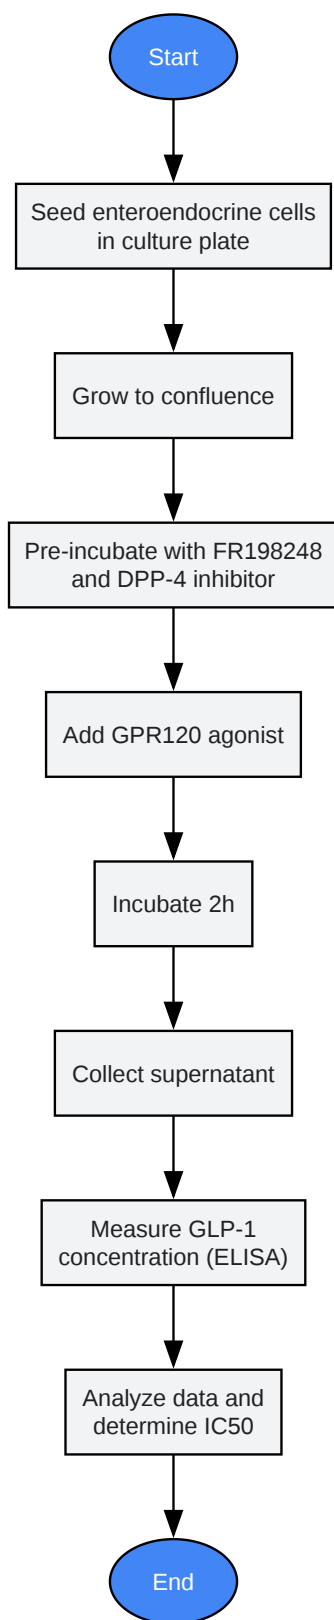 Start
Seed enteroendocrine cells
in culture plate
Grow to confluence
Pre-incubate with FR198248
and DPP-4 inhibitor
Add GPR120 agonist
Incubate 2h
Collect supernatant
Measure GLP-1
concentration (ELISA)
Analyze data and
determine IC50
End